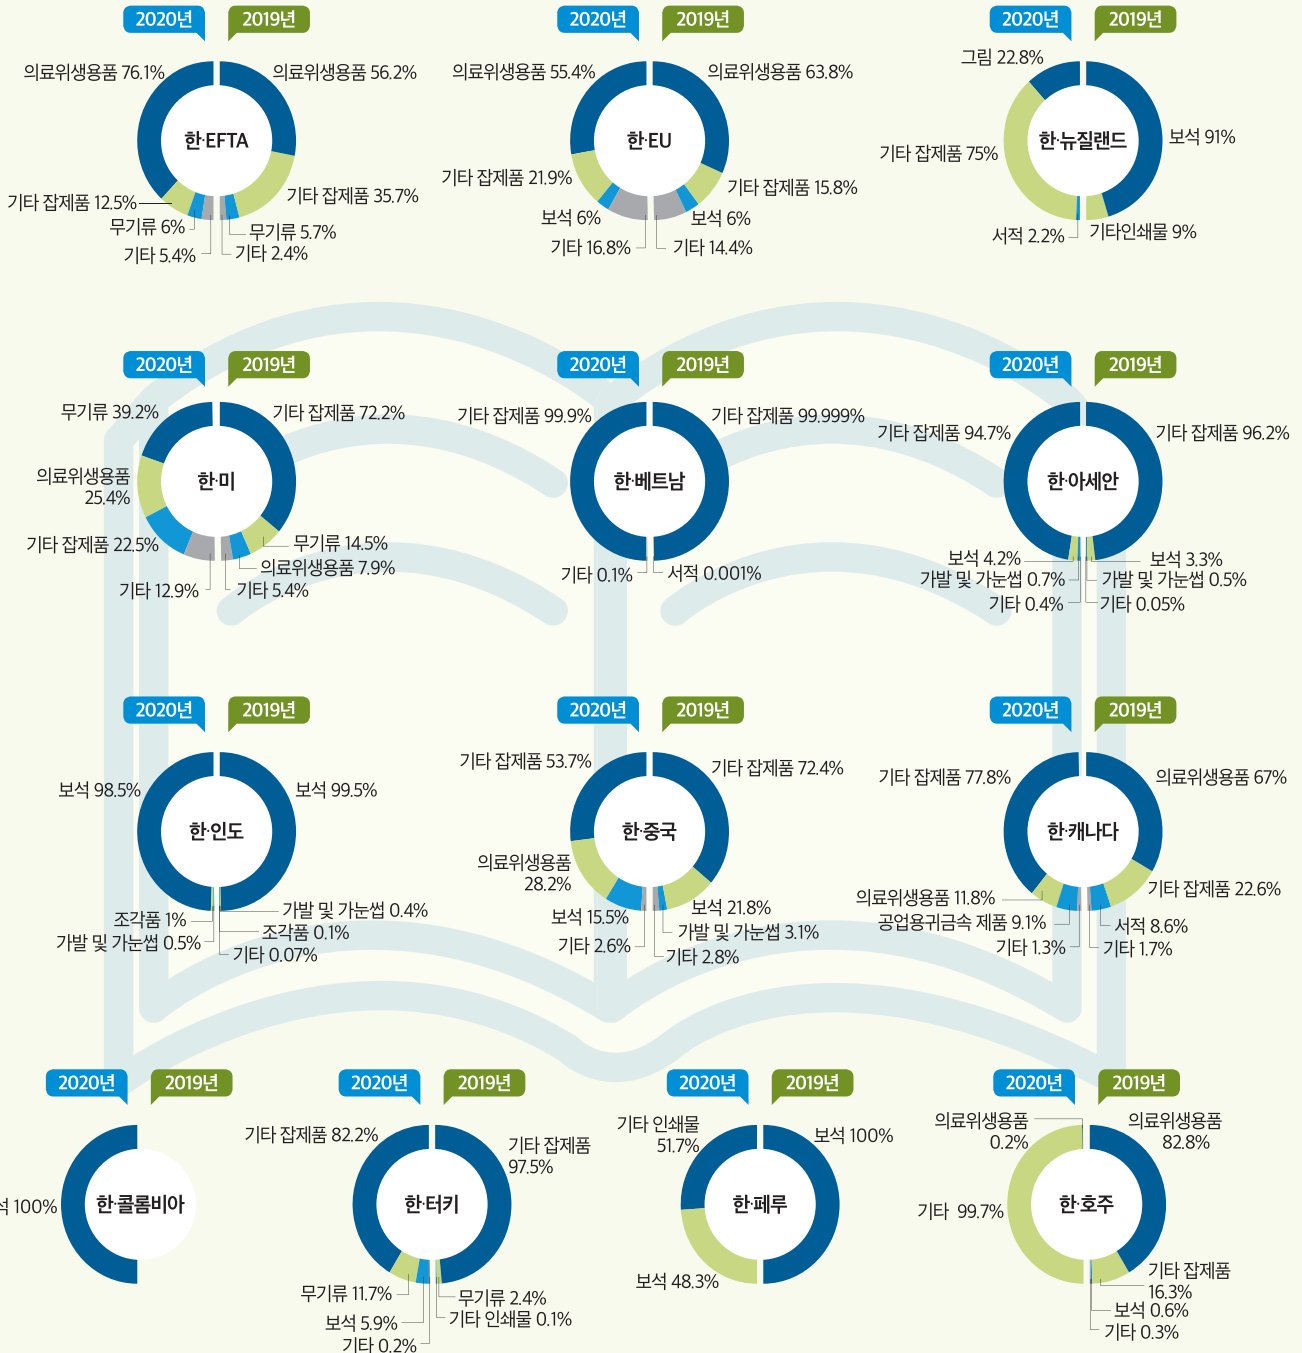 2020년 2019년
의료위생용품 76.1%
의료위생용품 56.2%
한·EFTA
기타 잡제품 12.5%
기타 잡제품 35.7%
무기류 6%
무기류 5.7%
기타 5.4%
기타 2.4%
2020년 2019년
의료위생용품 55.4%
의료위생용품 63.8%
한·EU
기타 잡제품 21.9%
기타 잡제품 15.8%
보석 6%
보석 6%
기타 16.8%
기타 14.4%
2020년 2019년
그림 22.8%
보석 91%
한·뉴질랜드
기타 잡제품 75%
서적 2.2%
기타인쇄물 9%
2020년 2019년
무기류 39.2%
기타 잡제품 72.2%
의료위생용품
25.4%
한·미
기타 잡제품 22.5%
무기류 14.5%
의료위생용품 7.9%
기타 12.9%
기타 5.4%
2020년 2019년
기타 잡제품 99.9%
기타 잡제품 99.999%
한·베트남
기타 0.1%
서적 0.001%
2020년 2019년
기타 잡제품 94.7%
기타 잡제품 96.2%
한·아세안
보석 4.2%
보석 3.3%
가발 및 가눈썹 0.7%
가발 및 가눈썹 0.5%
기타 0.4%
기타 0.05%
2020년 2019년
보석 98.5%
보석 99.5%
한·인도
조각품 1%
가발 및 가눈썹 0.4%
가발 및 가눈썹 0.5%
조각품 0.1%
기타 0.07%
2020년 2019년
기타 잡제품 53.7%
기타 잡제품 72.4%
한·중국
의료위생용품
28.2%
보석 15.5%
보석 21.8%
가발 및 가눈썹 3.1%
기타 2.6%
기타 2.8%
2020년 2019년
기타 잡제품 77.8%
의료위생용품 67%
한·캐나다
의료위생용품 11.8%
기타 잡제품 22.6%
공업용귀금속 제품 9.1%
서적 8.6%
기타 1.3%
기타 1.7%
2020년 2019년
석 100%
한·콜롬비아
2020년 2019년
기타 잡제품 82.2%
기타 잡제품
97.5%
한·터키
무기류 11.7%
무기류 2.4%
보석 5.9%
기타 인쇄물 0.1%
기타 0.2%
2020년 2019년
기타 인쇄물
51.7%
보석 100%
한·페루
보석 48.3%
2020년 2019년
의료위생용품
0.2%
의료위생용품
82.8%
한·호주
기타 99.7%
기타 잡제품
16.3%
보석 0.6%
기타 0.3%